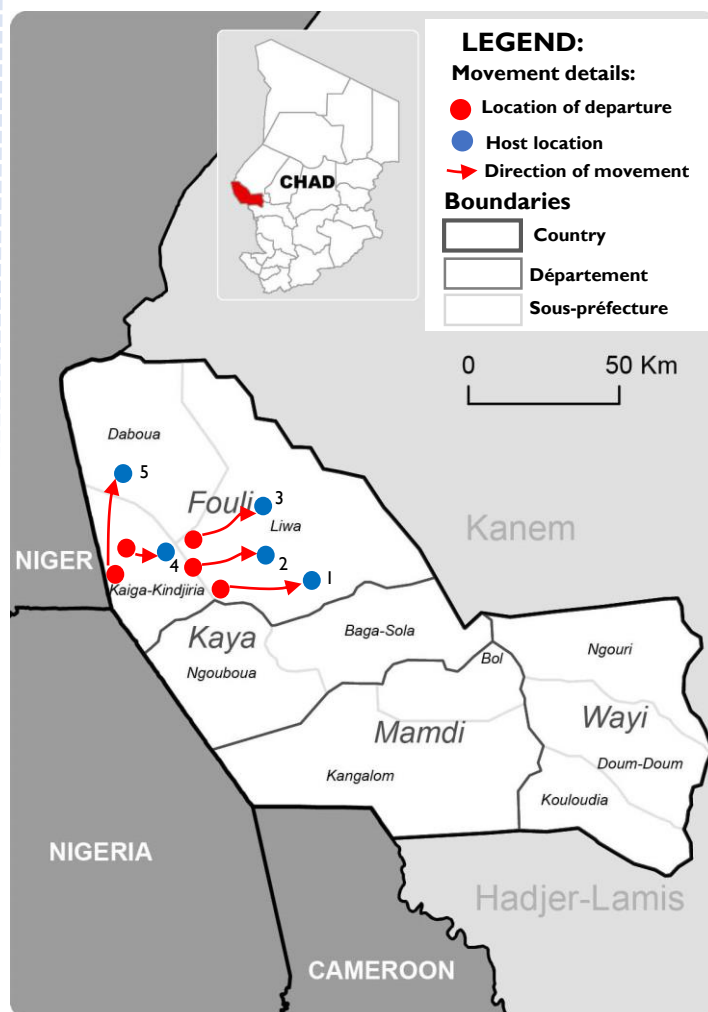 LEGEND:
Movement details:
Location of departure
Host location
Direction of movement
Boundaries
Country
Département
Sous-préfecture
CHAD
0 50 Km
Daboua
5
Fouli
3
Liwa
Kanem
NIGER
4
2
1
Kaiga-Kindjiria
Kaya
Baga-Sola
Ngouboua
Bol
Ngouri
Mamdi
Wayi
Kangalom
Doum-Doum
Kouloudia
NIGERIA
Hadjer-Lamis
CAMEROON